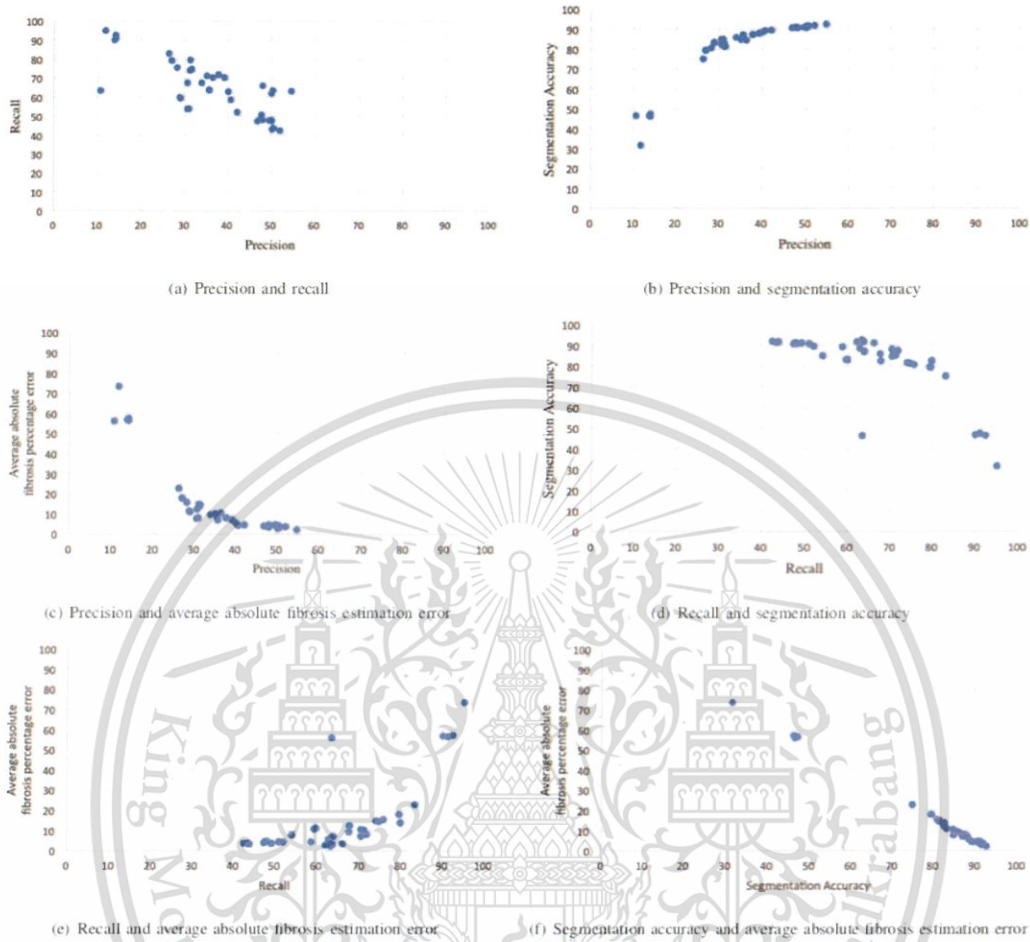 100
90
80
70
60
50
40
30
20
10
0
Recall
0 10 20 30 40 50 60 70 80 90 100
Precision
(a) Precision and recall
100
90
80
70
60
50
40
30
20
10
0
Segmentation Accuracy
0 10 20 30 40 50 60 70 80 90 100
Precision
(b) Precision and segmentation accuracy
100
90
80
70
60
50
40
30
20
10
0
Average absolute
fibrosis percentage error
0 10 20 30 40 50 60 70 80 90 100
Precision
(c) Precision and average absolute fibrosis estimation error
100
90
80
70
60
50
40
30
20
10
0
Segmentation Accuracy
0 10 20 30 40 50 60 70 80 90 100
Recall
(d) Recall and segmentation accuracy
100
90
80
70
60
50
40
30
20
10
0
Average absolute
fibrosis percentage error
0 10 20 30 40 50 60 70 80 90 100
Recall
(e) Recall and average absolute fibrosis estimation error
100
90
80
70
60
50
40
30
20
10
0
Average absolute
fibrosis percentage error
0 10 20 30 40 50 60 70 80 90 100
Segmentation Accuracy
(f) Segmentation accuracy and average absolute fibrosis estimation error
King